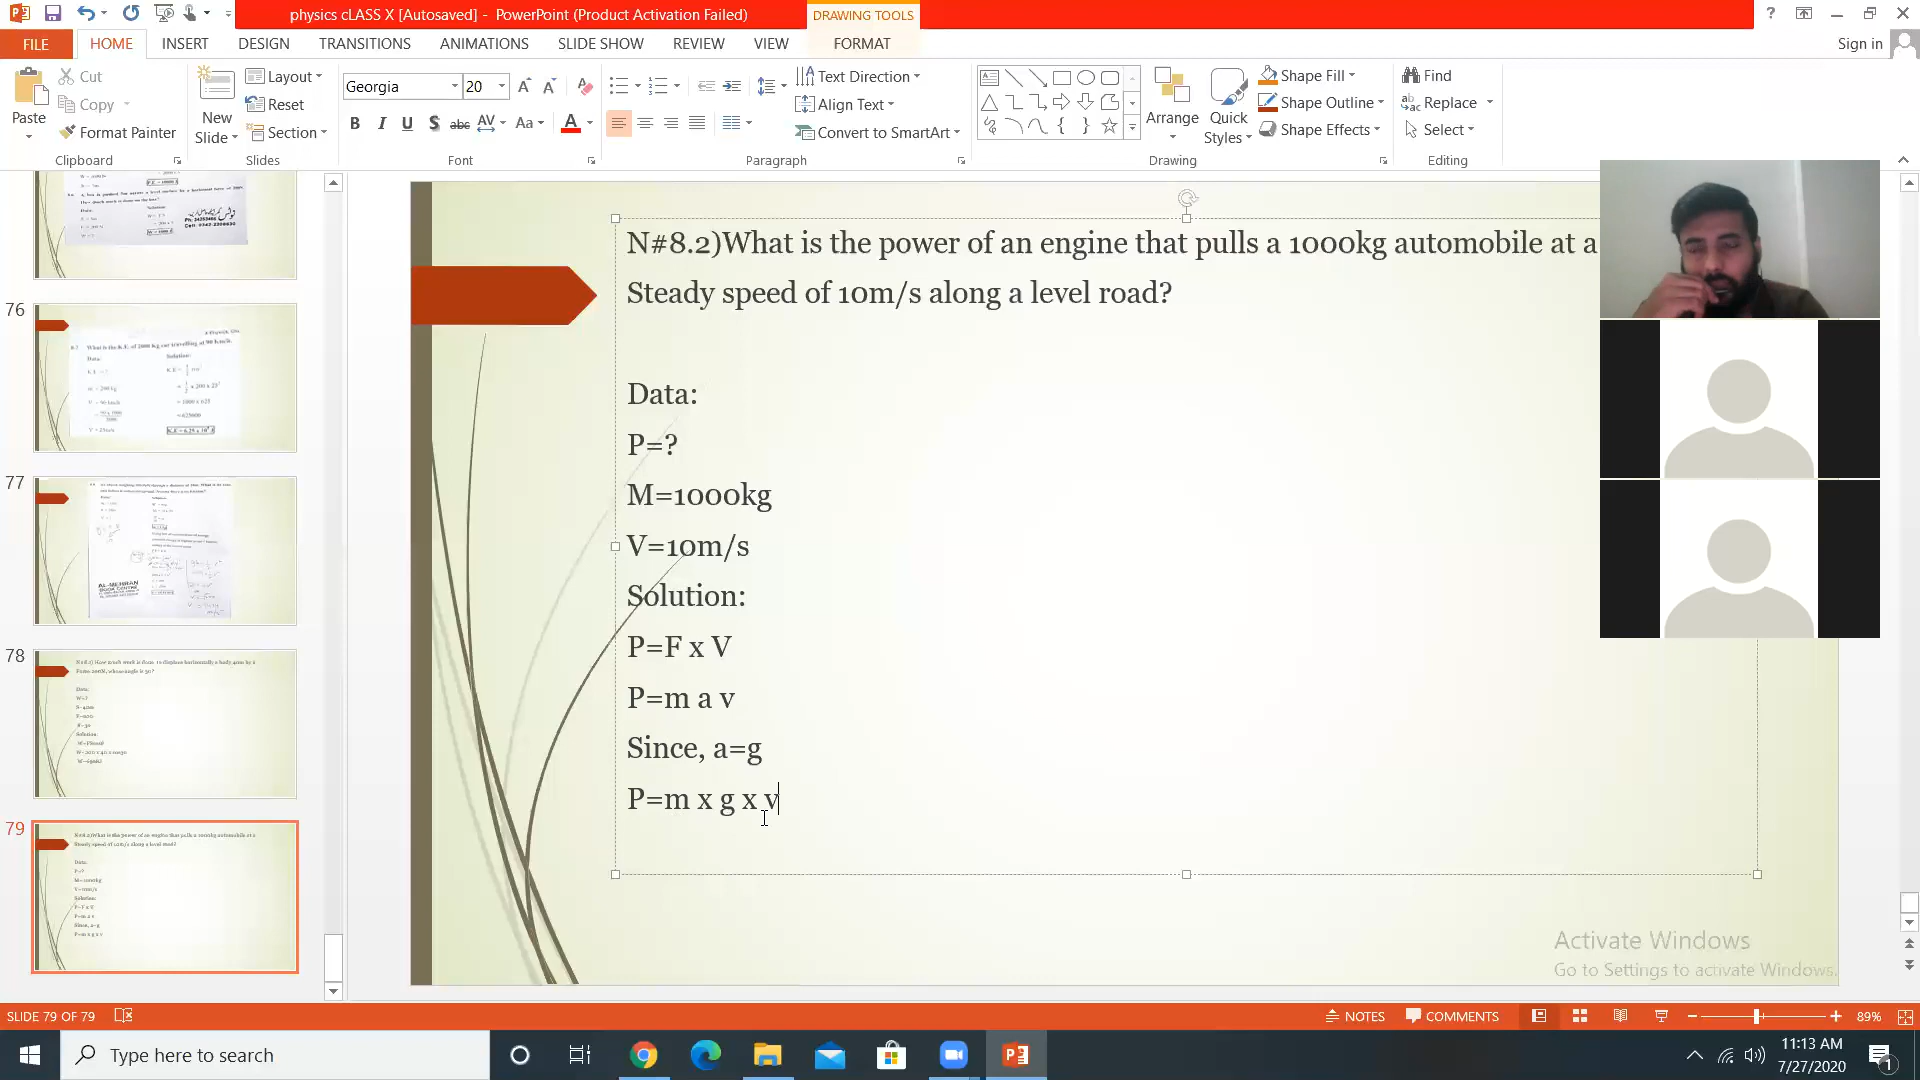 physics cLASS X [Autosaved] - PowerPoint (Product Activation Failed)
DRAWING TOOLS
FILE HOME INSERT DESIGN TRANSITIONS ANIMATIONS SLIDE SHOW REVIEW VIEW FORMAT
Sign in
Paste
Cut
Copy
Format Painter
Clipboard
New Slide
Layout
Reset
Section
Slides
Georgia 20
Font
Text Direction
Align Text
Convert to SmartArt
Paragraph
Arrange
Quick Styles
Shape Fill
Shape Outline
Shape Effects
Drawing
Find
Replace
Select
Editing
76
77
78
79
N#8.2)What is the power of an engine that pulls a 1000kg automobile at a
Steady speed of 10m/s along a level road?
Data:
P=?
M=1000kg
V=10m/s
Solution:
P=F x V
P=m a v
Since, a=g
P=m x g x v
Activate Windows
Go to Settings to activate Windows.
SLIDE 79 OF 79
NOTES
COMMENTS
89%
Type here to search
11:13 AM
7/27/2020
1